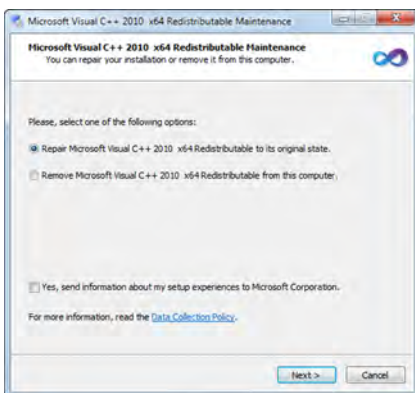 Microsoft Visual C++ 2010 x64 Redistributable Maintenance
Microsoft Visual C++ 2010 x64 Redistributable Maintenance
You can repair your installation or remove it from this computer.
Please, select one of the following options:
Repair Microsoft Visual C++ 2010 x64 Redistributable to its original state.
Remove Microsoft Visual C++ 2010 x64 Redistributable from this computer.
Yes, send information about my setup experiences to Microsoft Corporation.
For more information, read the Data Collection Policy.
Next > Cancel